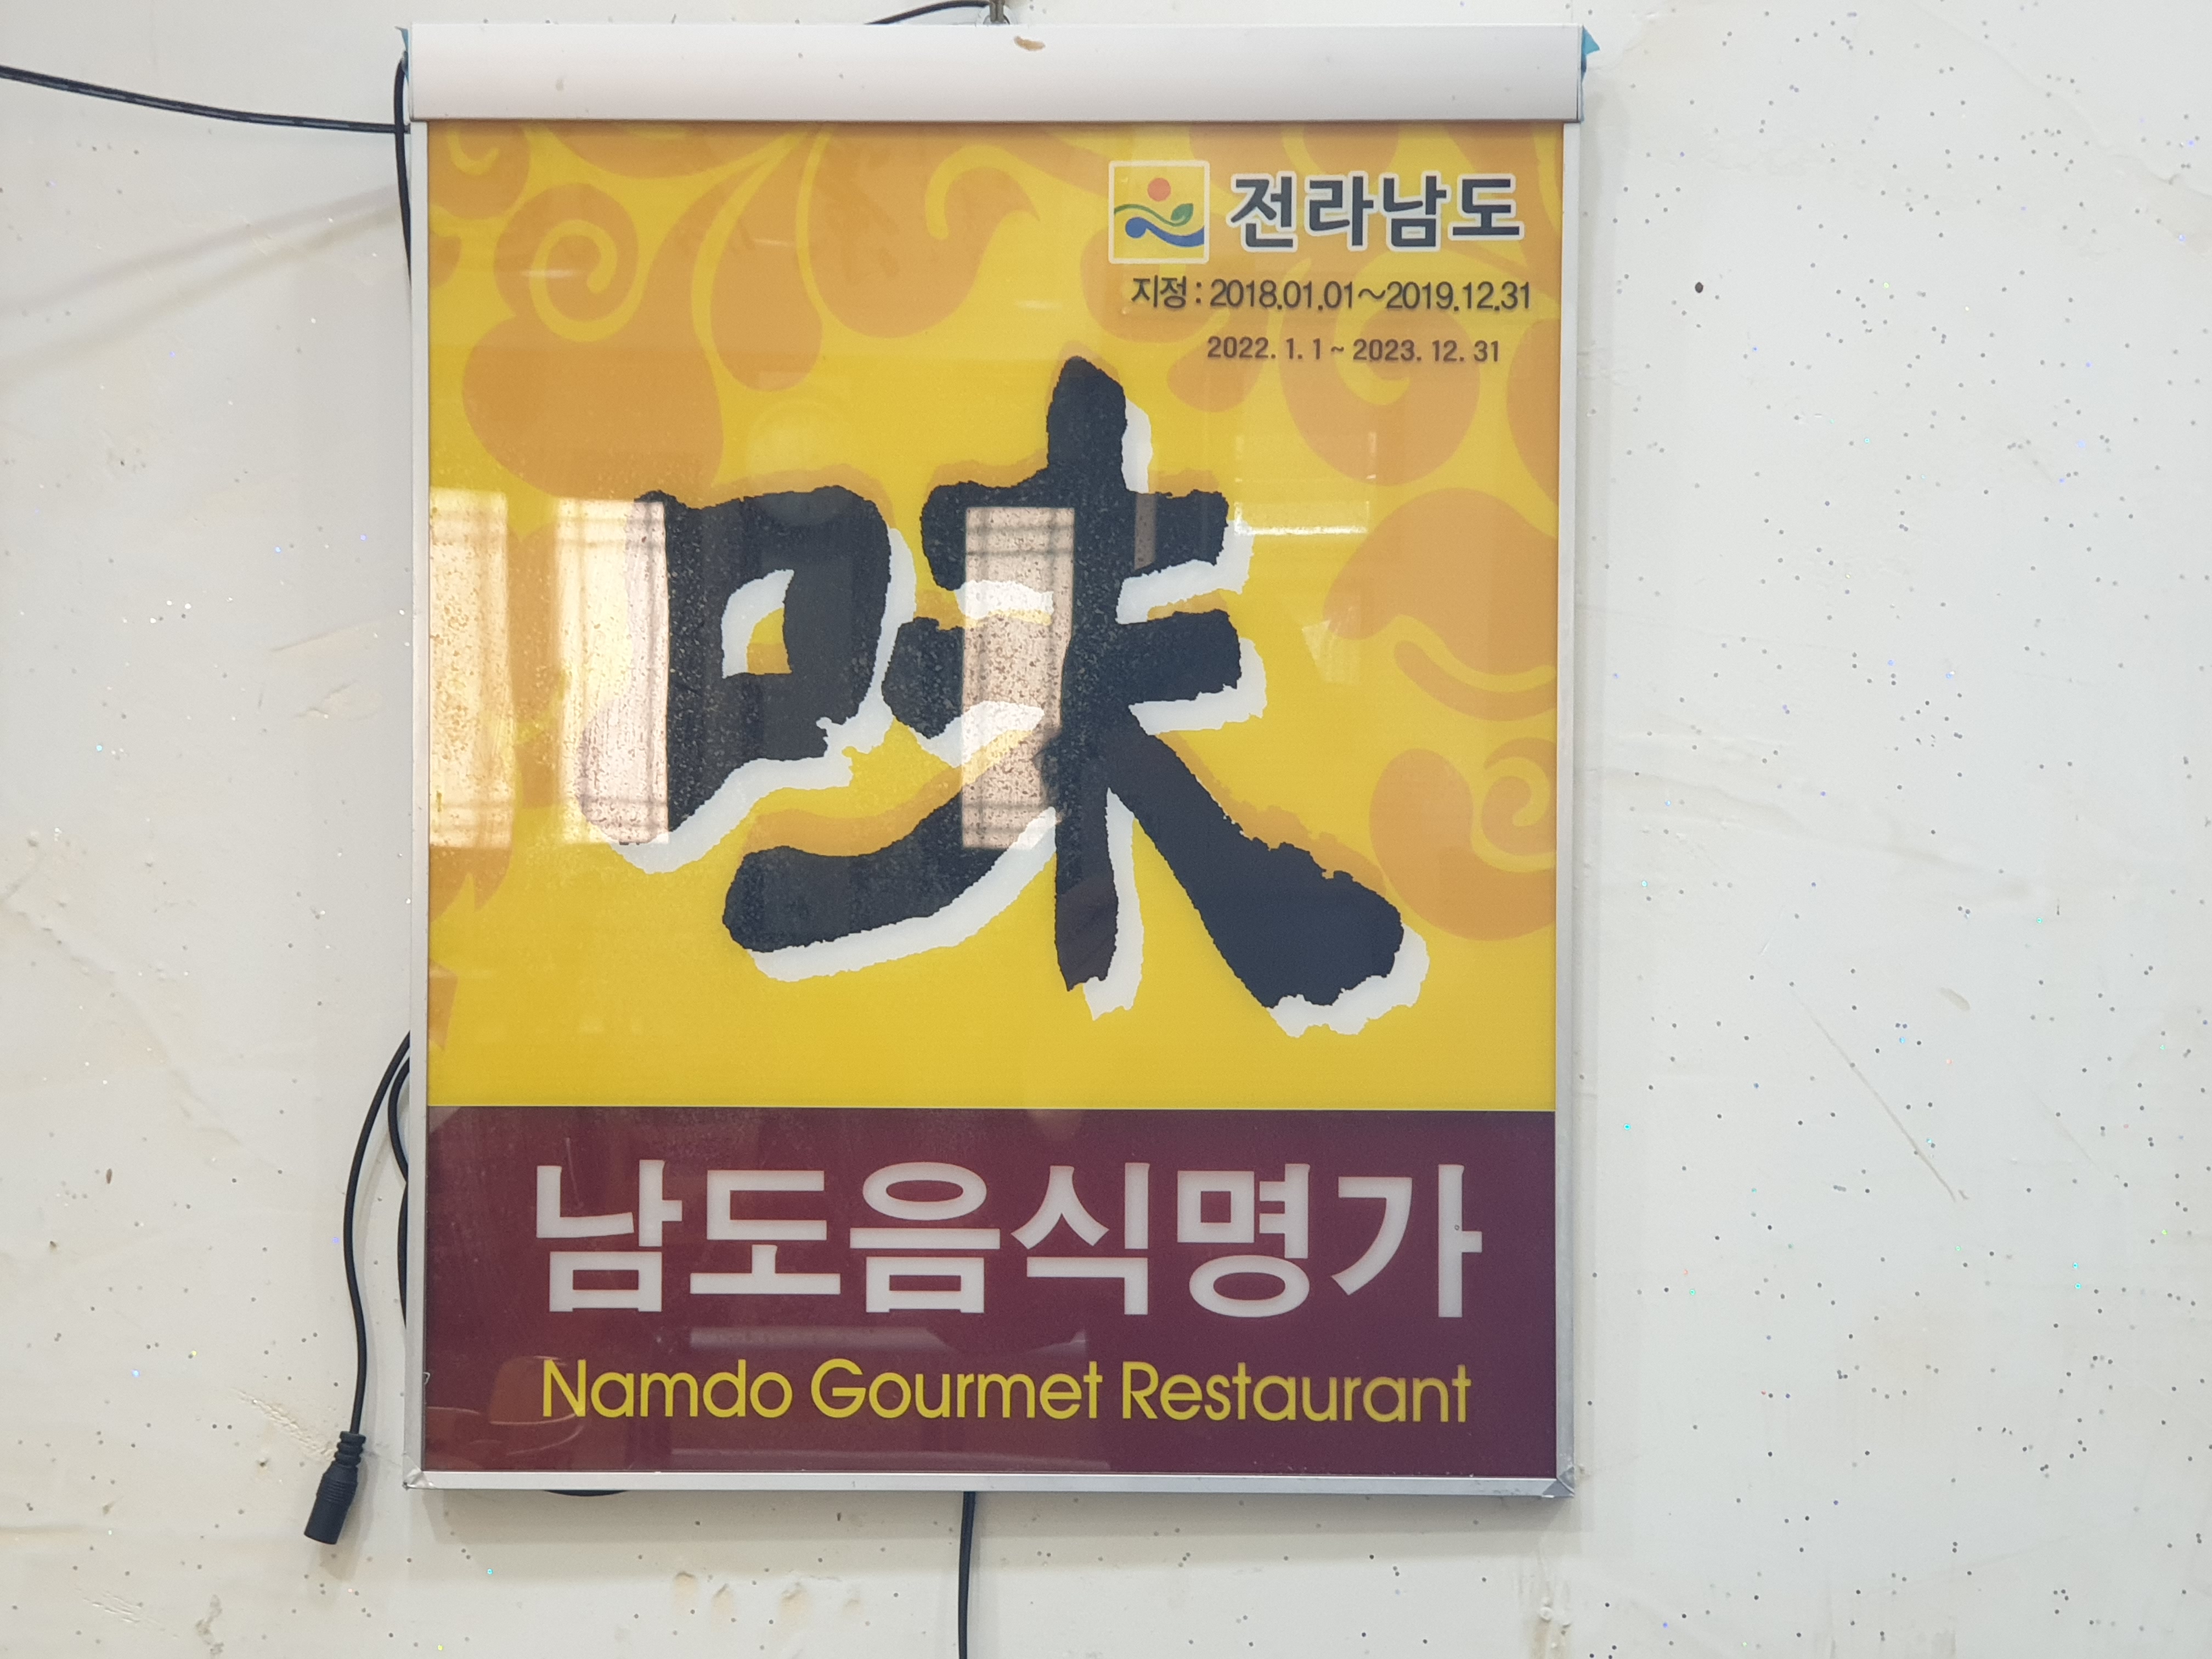 전라남도
지정 : 2018.01.01~2019.12.31
2022. 1. 1 ~ 2023. 12. 31
味
남도음식명가
Namdo Gourmet Restaurant